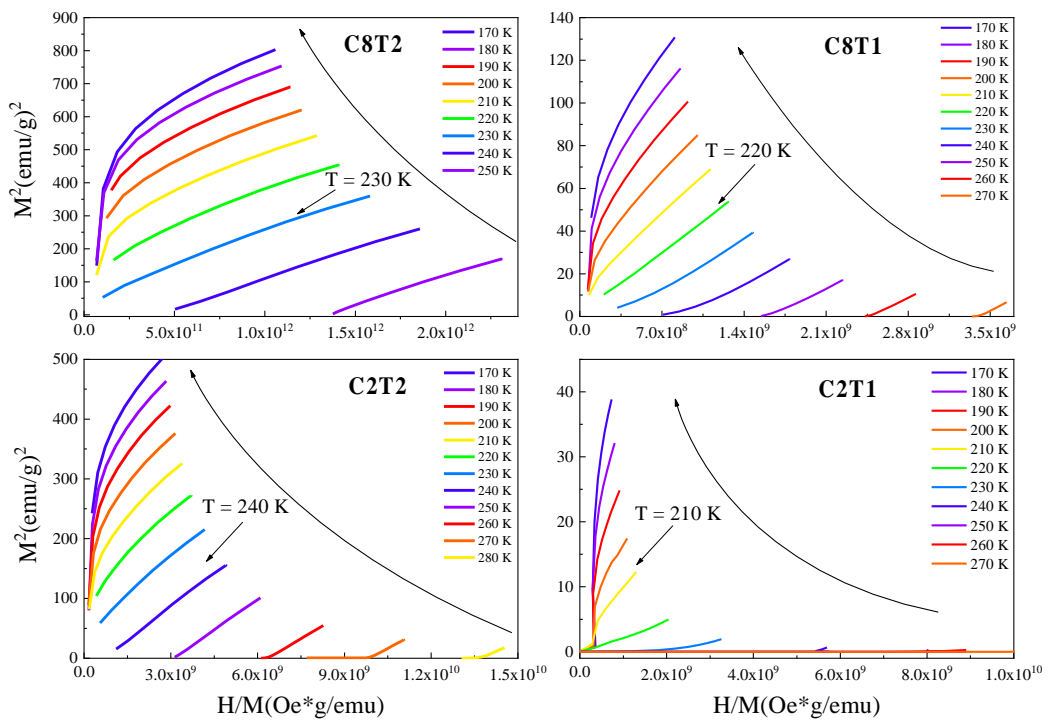 C8T2
900
800
700
600
500
400
300
200
100
0
M²(emu/g)²
170 K
180 K
190 K
200 K
210 K
220 K
230 K
240 K
250 K
T = 230 K
0.0
5.0x10¹¹
1.0x10¹²
1.5x10¹²
2.0x10¹²
C8T1
140
120
100
80
60
40
20
0
170 K
180 K
190 K
200 K
210 K
220 K
230 K
240 K
250 K
260 K
270 K
T = 220 K
0.0
7.0x10⁸
1.4x10⁹
2.1x10⁹
2.8x10⁹
3.5x10⁹
C2T2
500
400
300
200
100
0
M²(emu/g)²
170 K
180 K
190 K
200 K
210 K
220 K
230 K
240 K
250 K
260 K
270 K
280 K
T = 240 K
0.0
3.0x10⁹
6.0x10⁹
9.0x10⁹
1.2x10¹⁰
1.5x10¹⁰
H/M(Oe*g/emu)
C2T1
40
30
20
10
0
170 K
180 K
190 K
200 K
210 K
220 K
230 K
240 K
250 K
260 K
270 K
T = 210 K
0.0
2.0x10⁹
4.0x10⁹
6.0x10⁹
8.0x10⁹
1.0x10¹⁰
H/M(Oe*g/emu)